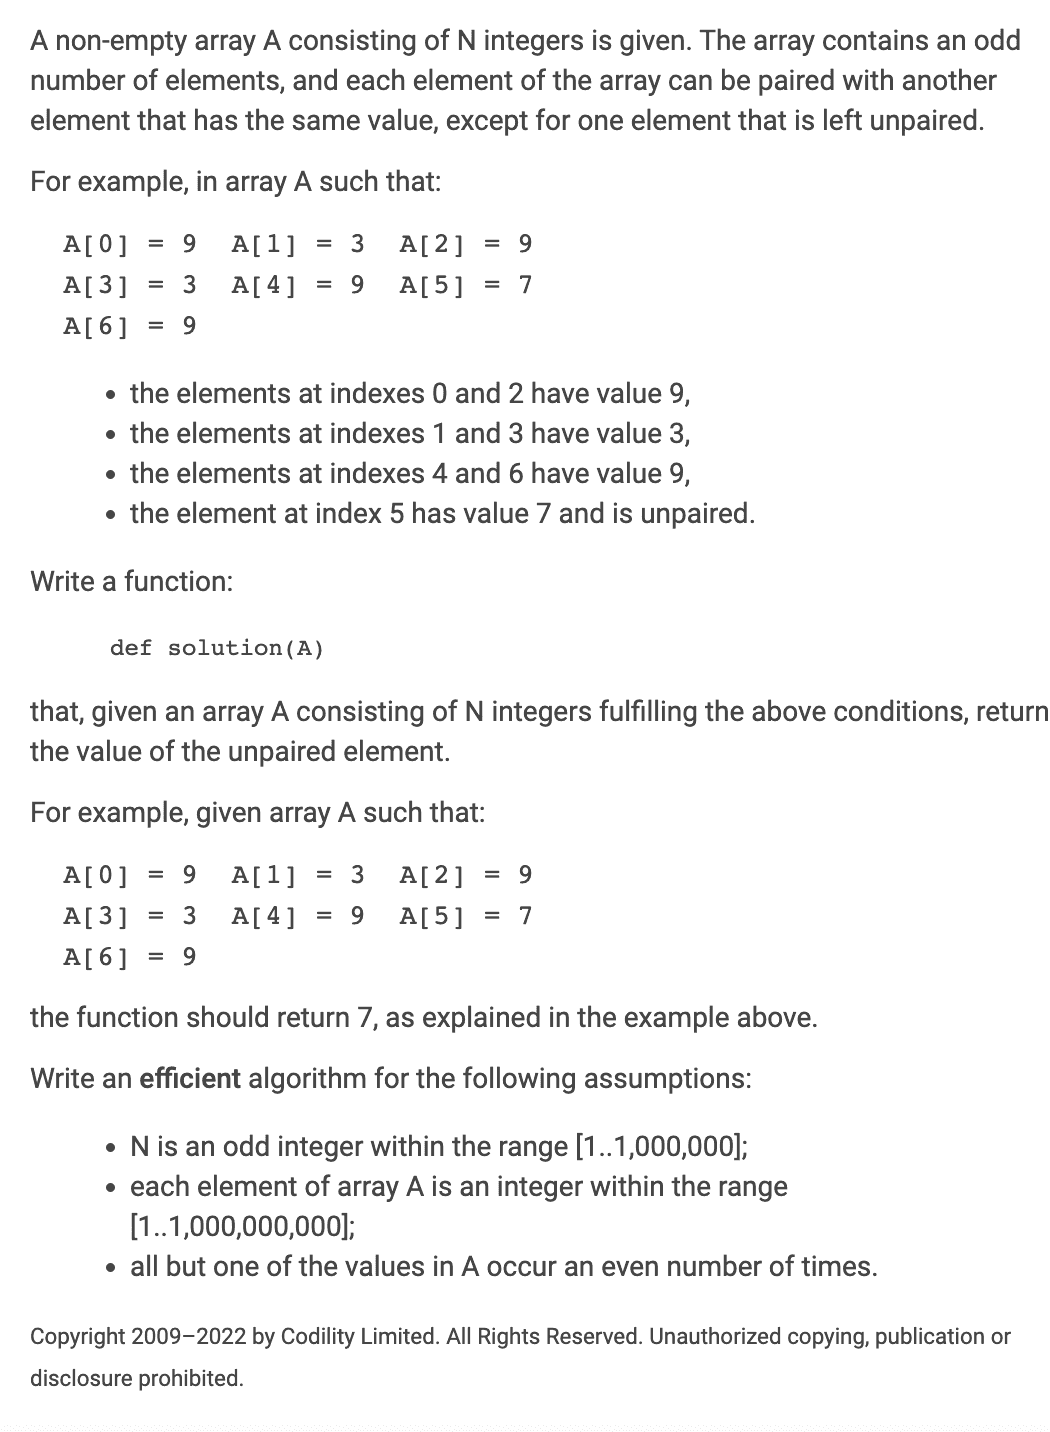 A non-empty array A consisting of N integers is given. The array contains an odd
number of elements, and each element of the array can be paired with another
element that has the same value, except for one element that is left unpaired.
For example, in array A such that:
A[0] = 9  A[1] = 3  A[2] = 9
A[3] = 3  A[4] = 9  A[5] = 7
A[6] = 9
• the elements at indexes 0 and 2 have value 9,
• the elements at indexes 1 and 3 have value 3,
• the elements at indexes 4 and 6 have value 9,
• the element at index 5 has value 7 and is unpaired.
Write a function:
def solution(A)
that, given an array A consisting of N integers fulfilling the above conditions, return
the value of the unpaired element.
For example, given array A such that:
A[0] = 9  A[1] = 3  A[2] = 9
A[3] = 3  A[4] = 9  A[5] = 7
A[6] = 9
the function should return 7, as explained in the example above.
Write an efficient algorithm for the following assumptions:
• N is an odd integer within the range [1..1,000,000];
• each element of array A is an integer within the range
[1..1,000,000,000];
• all but one of the values in A occur an even number of times.
Copyright 2009–2022 by Codility Limited. All Rights Reserved. Unauthorized copying, publication or
disclosure prohibited.